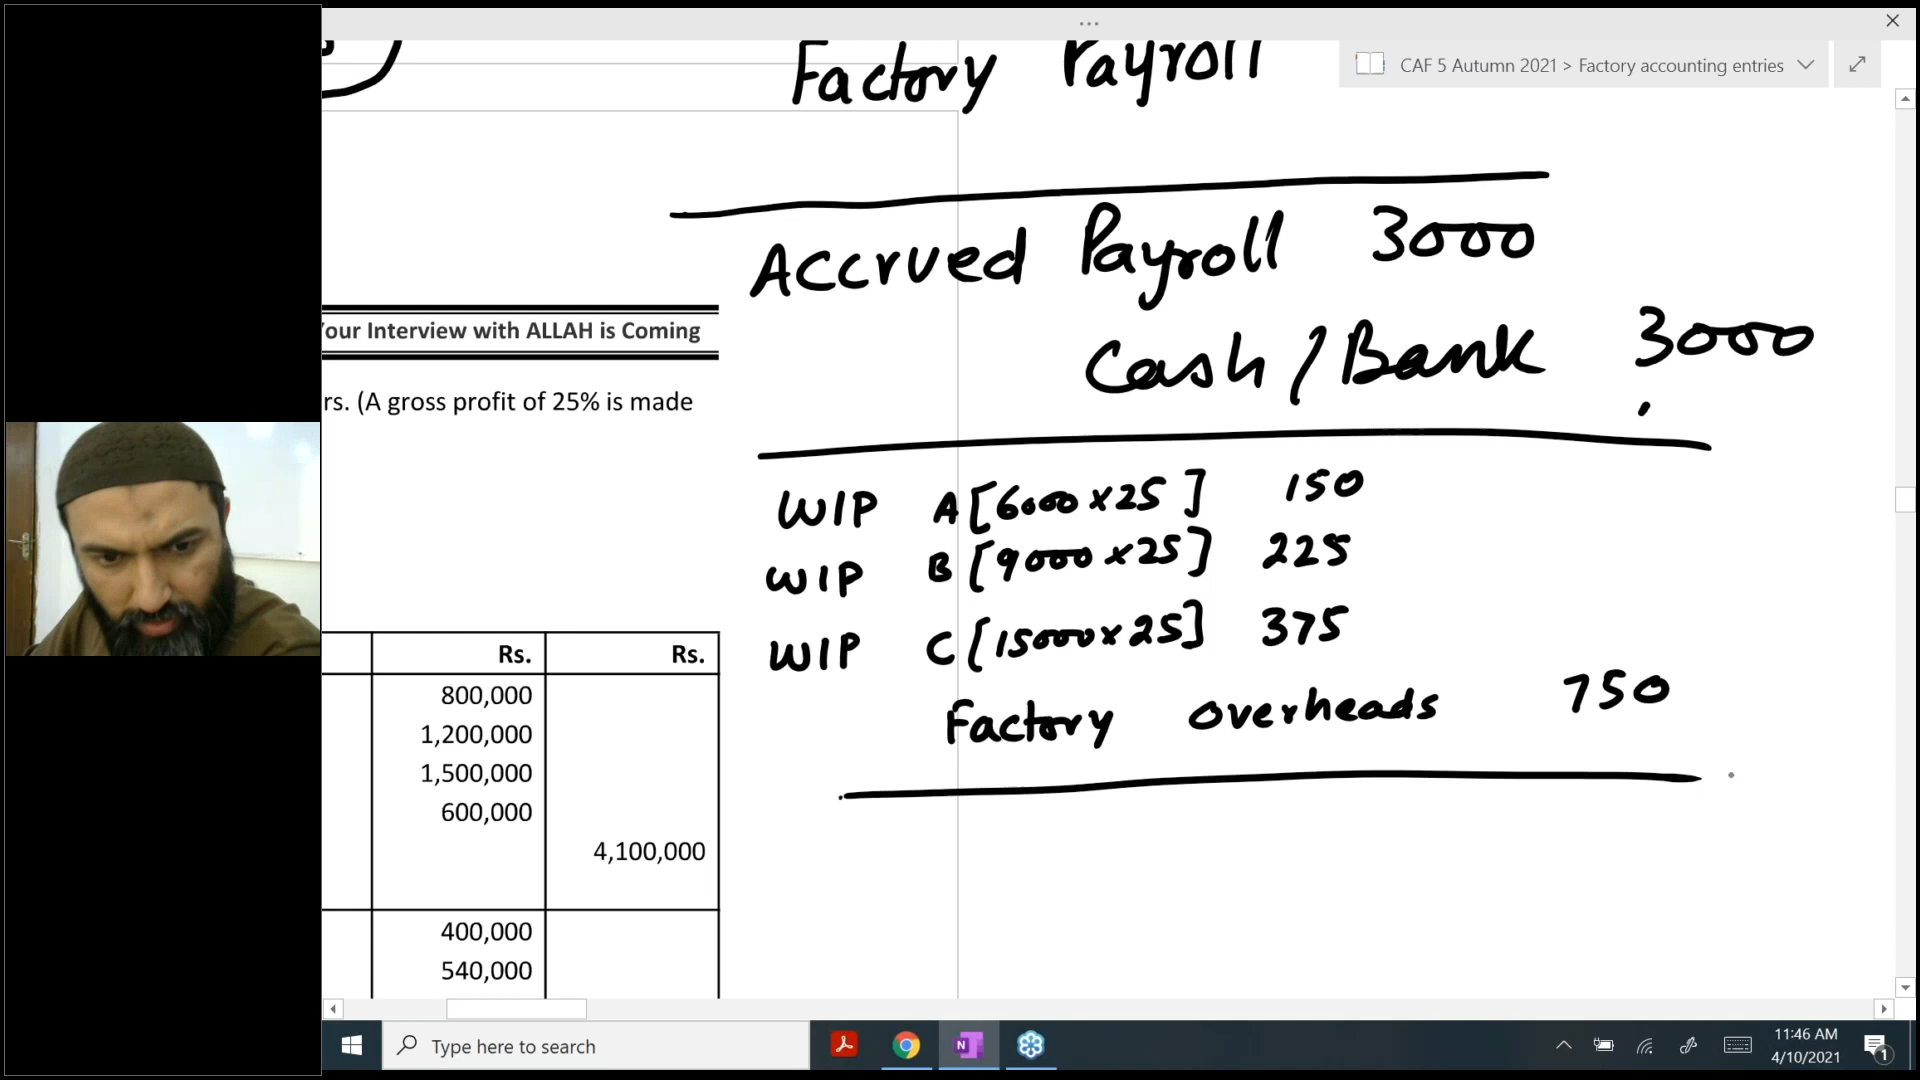 CAF 5 Autumn 2021 > Factory accounting entries
Factory Payroll
Accrued Payroll 3000
Cash / Bank 3000
WIP A [6000 x 25] 150
WIP B [9000 x 25] 225
WIP C [15000 x 25] 375
Factory overheads 750
our Interview with ALLAH is Coming
rs. (A gross profit of 25% is made
Rs. Rs.
800,000
1,200,000
1,500,000
600,000
4,100,000
400,000
540,000
Type here to search
N
11:46 AM
4/10/2021
1